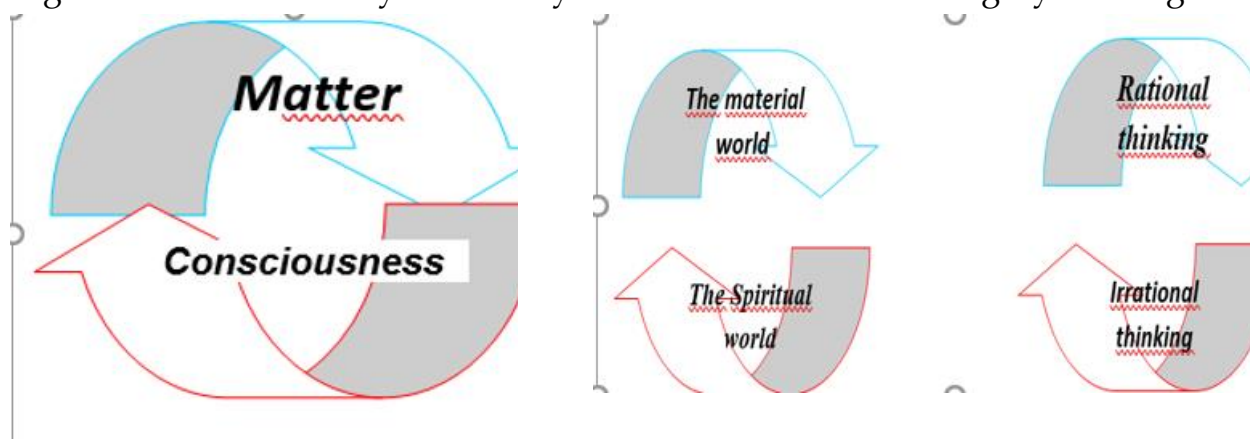 Matter
Consciousness
The material
world
The Spiritual
world
Rational
thinking
Irrational
thinking